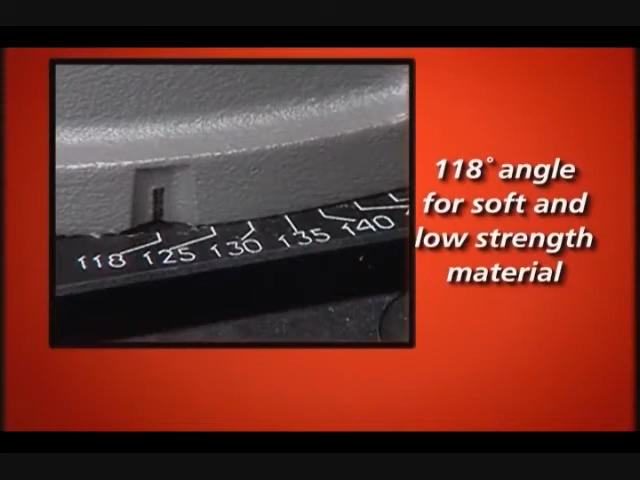 118° angle
for soft and
low strength
material
118 125 130 135 140